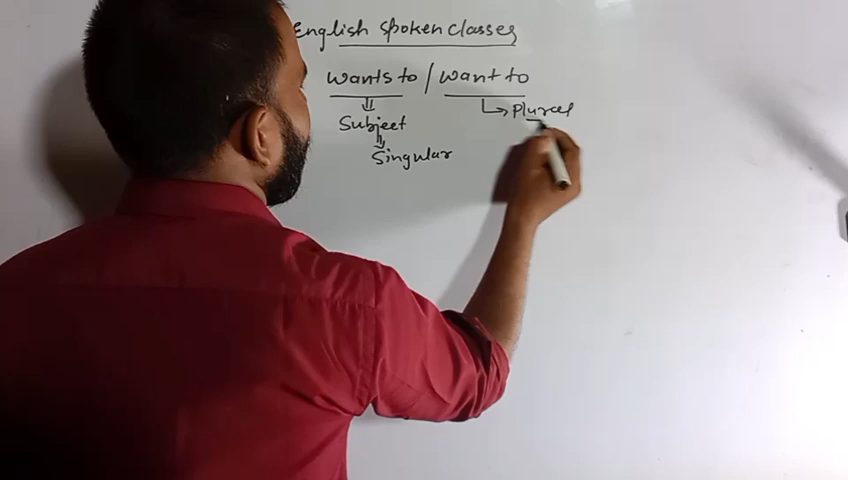 English spoken classes
wants to / want to
Plural
Subject
Singular